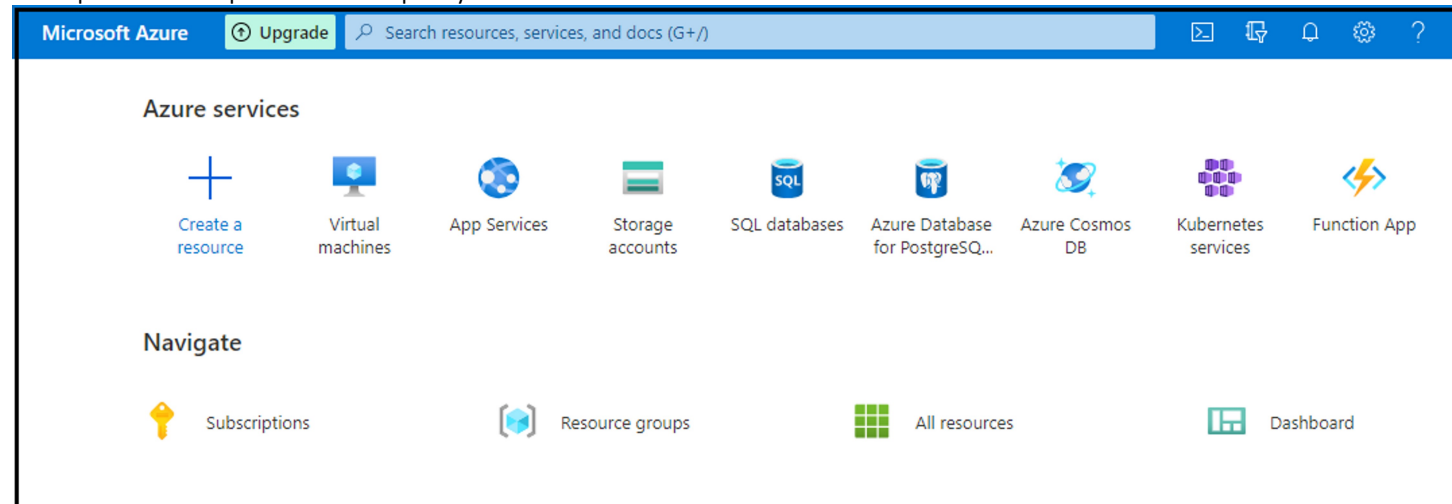 Microsoft Azure Upgrade Search resources, services, and docs (G+/)
Azure services
Create a resource
Virtual machines
App Services
Storage accounts
SQL
SQL databases
Azure Database for PostgreSQ...
Azure Cosmos DB
Kubernetes services
Function App
Navigate
Subscriptions
Resource groups
All resources
Dashboard